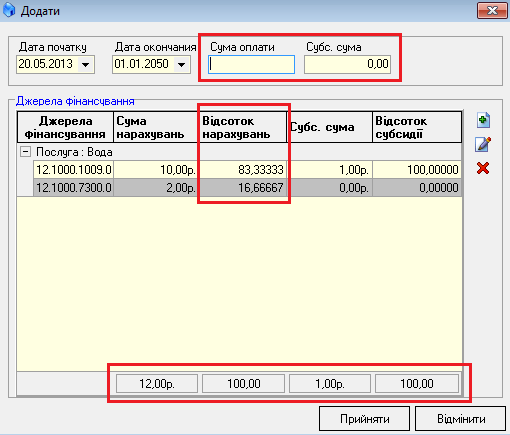 Додати
Дата початку Дата окончания Сума оплати Субс. сума
20.05.2013 01.01.2050 0,00
Джерела фінансування
Джерела фінансування Сума нарахувань Відсоток нарахувань Субс. сума Відсоток субсидії
Послуга : Вода
12.1000.1009.0 10,00р. 83,33333 1,00р. 100,00000
12.1000.7300.0 2,00р. 16,66667 0,00р. 0,00000
12,00р. 100,00 1,00р. 100,00
Прийняти Відмінити